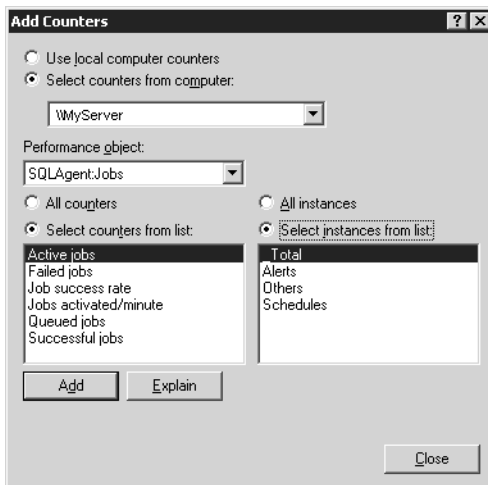 Add Counters
Use local computer counters
Select counters from computer:
\\MyServer
Performance object:
SQLAgent:Jobs
All counters
All instances
Select counters from list:
Select instances from list:
Active jobs
Failed jobs
Job success rate
Jobs activated/minute
Queued jobs
Successful jobs
_Total
Alerts
Others
Schedules
Add
Explain
Close